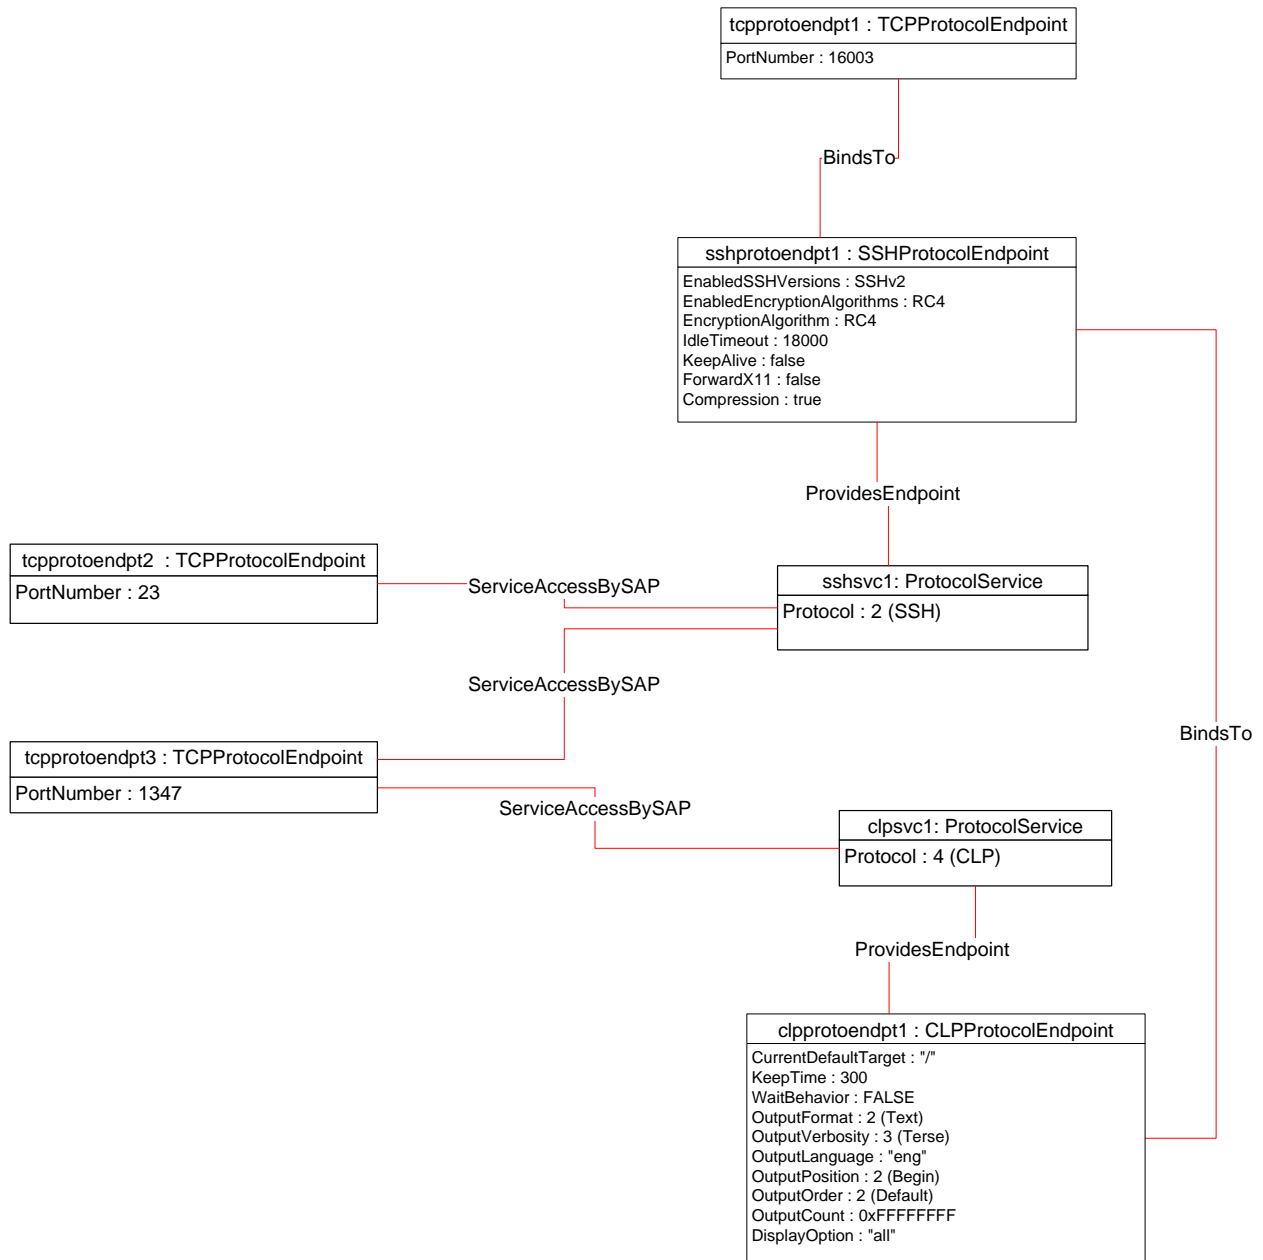 tcpprotoendpt1 : TCPProtocolEndpoint
PortNumber : 16003
BindsTo
sshprotoendpt1 : SSHProtocolEndpoint
EnabledSSHVersions : SSHv2
EnabledEncryptionAlgorithms : RC4
EncryptionAlgorithm : RC4
IdleTimeout : 18000
KeepAlive : false
ForwardX11 : false
Compression : true
ProvidesEndpoint
tcpprotoendpt2  : TCPProtocolEndpoint
PortNumber : 23
ServiceAccessBySAP
sshsvc1: ProtocolService
Protocol : 2 (SSH)
ServiceAccessBySAP
tcpprotoendpt3 : TCPProtocolEndpoint
PortNumber : 1347
BindsTo
ServiceAccessBySAP
clpsvc1: ProtocolService
Protocol : 4 (CLP)
ProvidesEndpoint
clpprotoendpt1 : CLPProtocolEndpoint
CurrentDefaultTarget : "/"
KeepTime : 300
WaitBehavior : FALSE
OutputFormat : 2 (Text)
OutputVerbosity : 3 (Terse)
OutputLanguage : "eng"
OutputPosition : 2 (Begin)
OutputOrder : 2 (Default)
OutputCount : 0xFFFFFFFF
DisplayOption : "all"